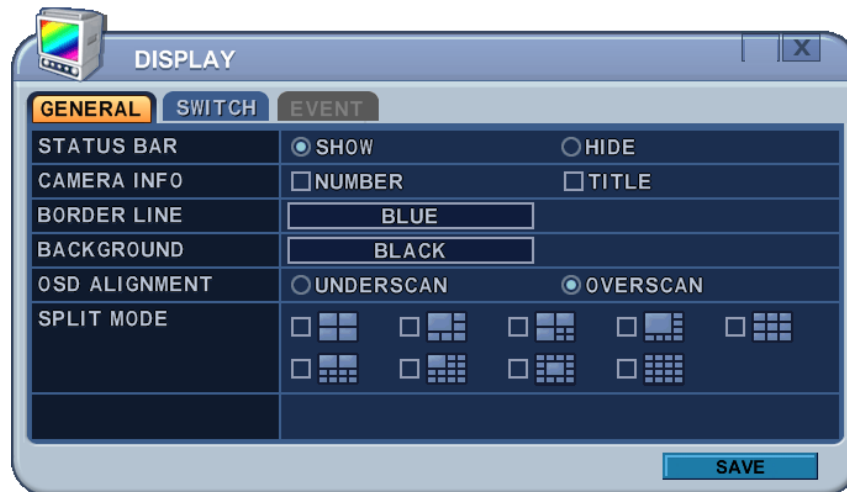 DISPLAY
X
GENERAL SWITCH EVENT
STATUS BAR SHOW HIDE
CAMERA INFO NUMBER TITLE
BORDER LINE BLUE
BACKGROUND BLACK
OSD ALIGNMENT UNDERSCAN OVERSCAN
SPLIT MODE
SAVE